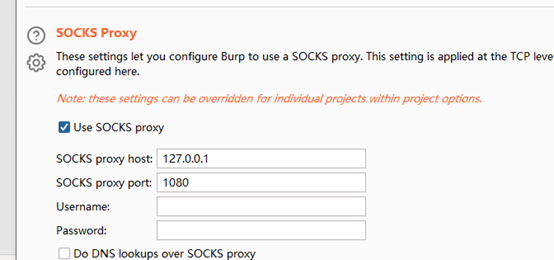 SOCKS Proxy
These settings let you configure Burp to use a SOCKS proxy. This setting is applied at the TCP leve
configured here.
Note: these settings can be overridden for individual projects within project options.
Use SOCKS proxy
SOCKS proxy host: 127.0.0.1
SOCKS proxy port: 1080
Username:
Password:
Do DNS lookups over SOCKS proxy